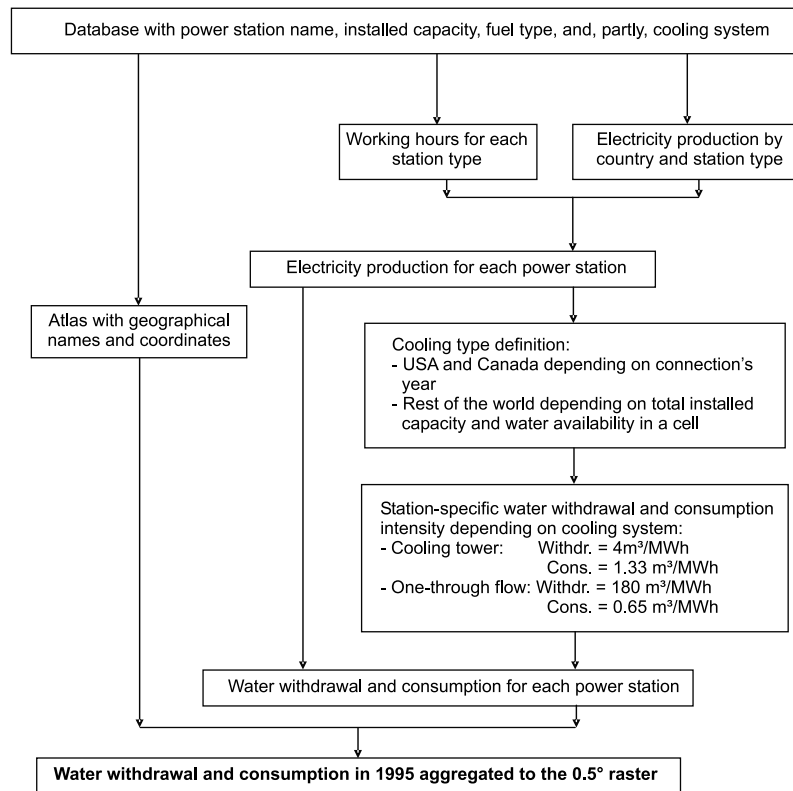 Database with power station name, installed capacity, fuel type, and, partly, cooling system
Working hours for each
station type
Electricity production by
country and station type
Electricity production for each power station
Atlas with geographical
names and coordinates
Cooling type definition:
- USA and Canada depending on connection's
year
- Rest of the world depending on total installed
capacity and water availability in a cell
Station-specific water withdrawal and consumption
intensity depending on cooling system:
- Cooling tower: Withdr. = 4m³/MWh
Cons. = 1.33 m³/MWh
- One-through flow: Withdr. = 180 m³/MWh
Cons. = 0.65 m³/MWh
Water withdrawal and consumption for each power station
Water withdrawal and consumption in 1995 aggregated to the 0.5° raster